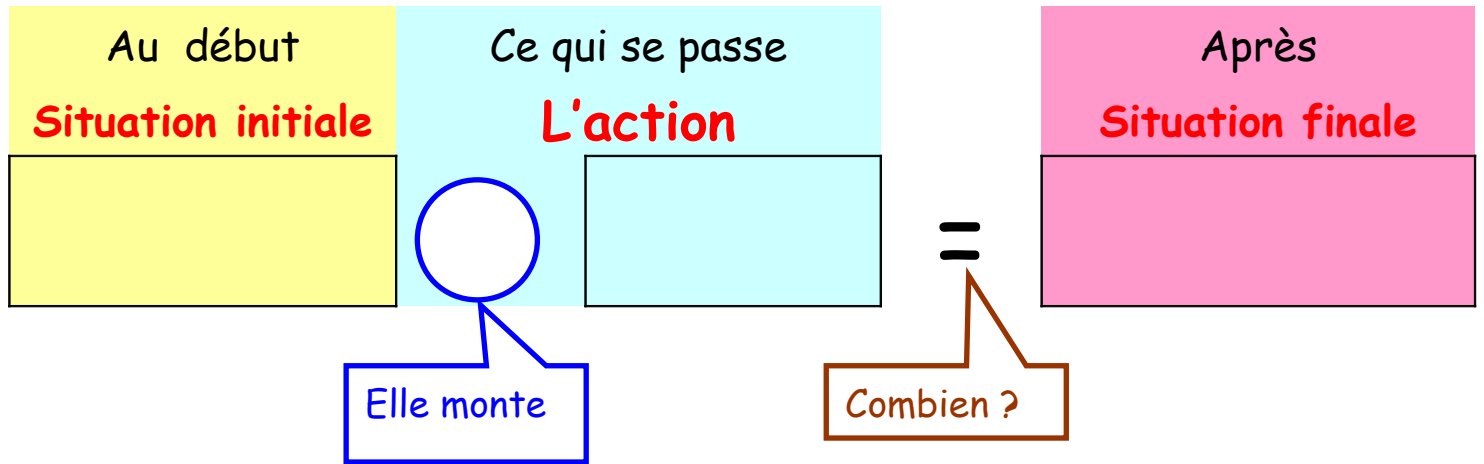 Au début
Situation initiale
Ce qui se passe
L'action
=
Après
Situation finale
Elle monte
Combien ?